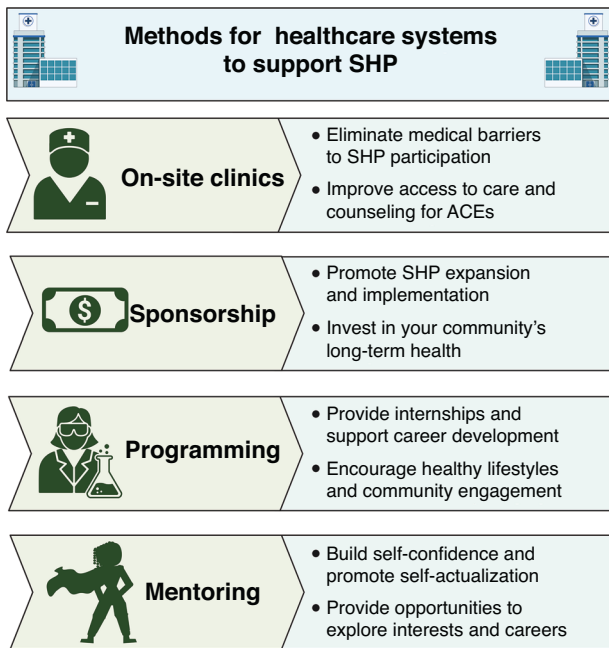 Methods for healthcare systems
to support SHP
On-site clinics
• Eliminate medical barriers
to SHP participation
• Improve access to care and
counseling for ACEs
$
Sponsorship
• Promote SHP expansion
and implementation
• Invest in your community's
long-term health
Programming
• Provide internships and
support career development
• Encourage healthy lifestyles
and community engagement
Mentoring
• Build self-confidence and
promote self-actualization
• Provide opportunities to
explore interests and careers